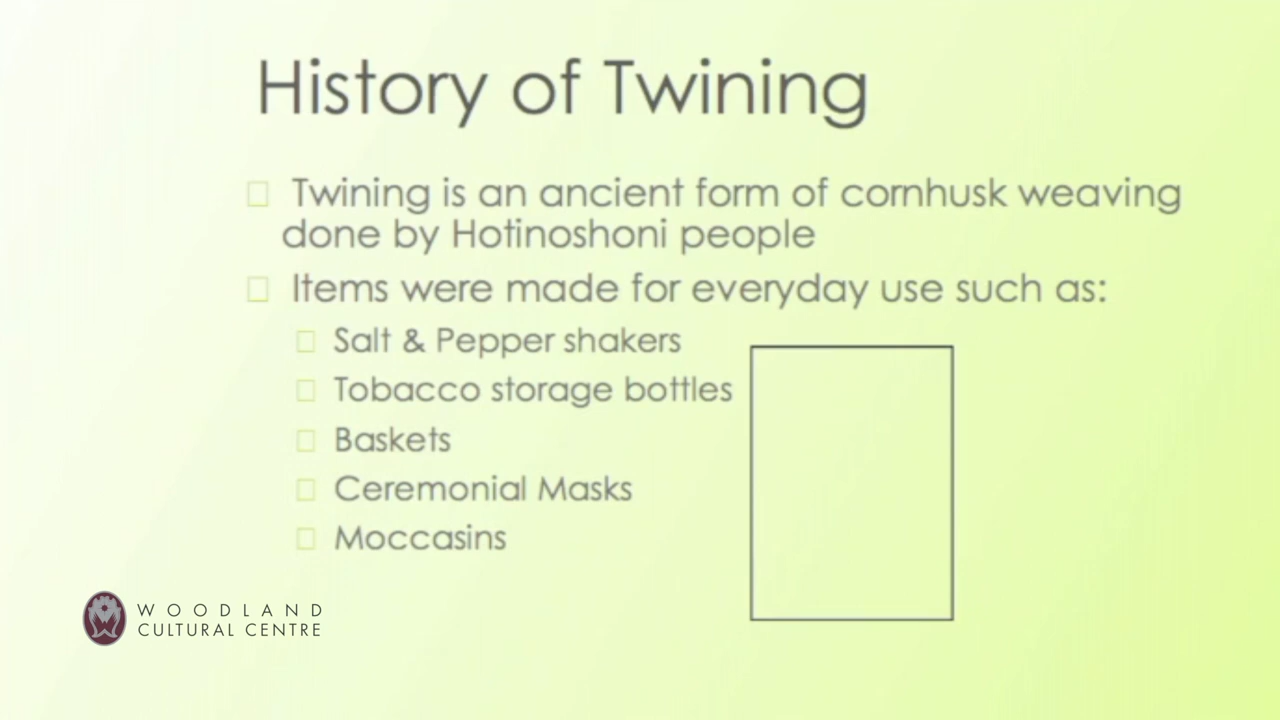 History of Twining
Twining is an ancient form of cornhusk weaving
done by Hotinoshoni people
Items were made for everyday use such as:
Salt & Pepper shakers
Tobacco storage bottles
Baskets
Ceremonial Masks
Moccasins
WOODLAND
CULTURAL CENTRE